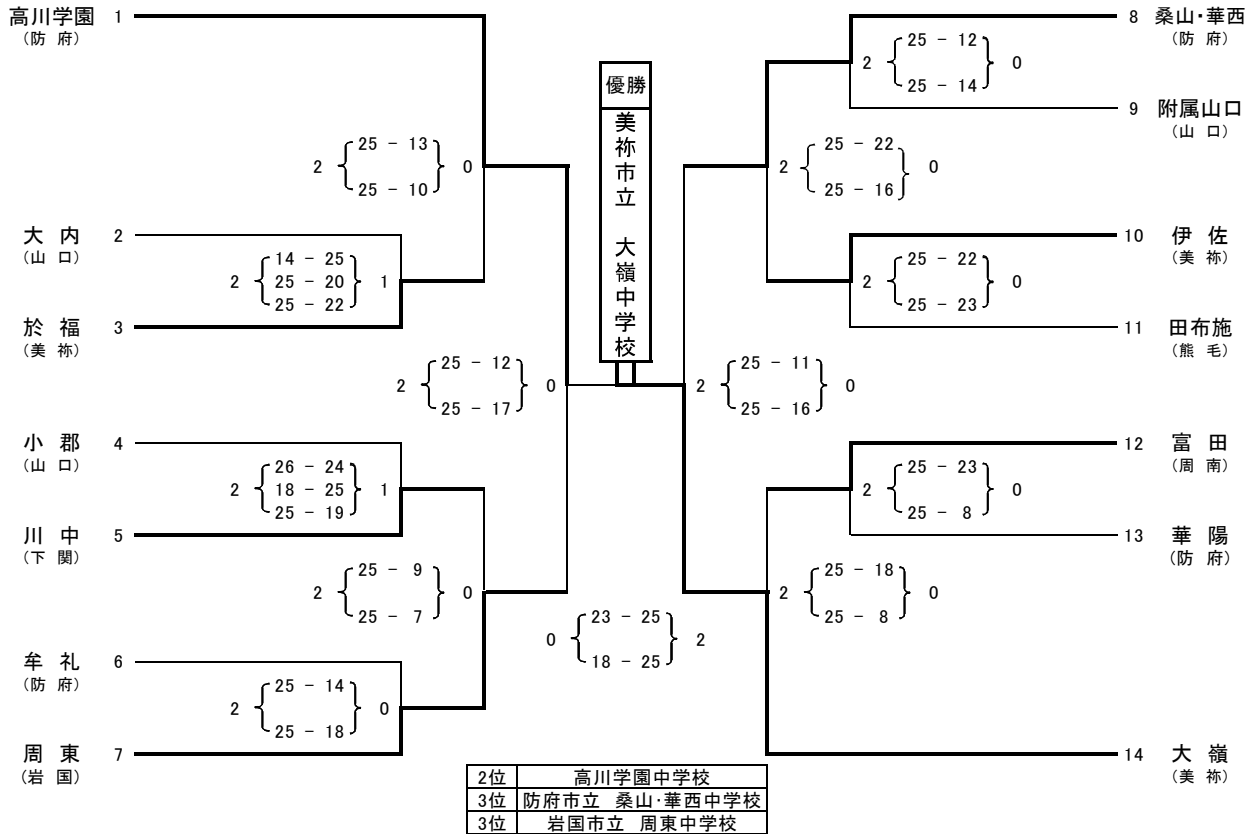 高川学園 1
(防 府)
大 内 2
(山 口)
於 福 3
(美 祢)
小 郡 4
(山 口)
川 中 5
(下 関)
牟 礼 6
(防 府)
周 東 7
(岩 国)
2 25 - 13 0
25 - 10
14 - 25
2 25 - 20 1
25 - 22
2 25 - 12 0
25 - 17
26 - 24
2 18 - 25 1
25 - 19
2 25 - 9 0
25 - 7
2 25 - 14 0
25 - 18
優勝
美祢市立 大嶺中学校
0 23 - 25 2
18 - 25
8 桑山・華西
(防 府)
9 附属山口
(山 口)
10 伊 佐
(美 祢)
11 田布施
(熊 毛)
12 富 田
(周 南)
13 華 陽
(防 府)
14 大 嶺
(美 祢)
2 25 - 12 0
25 - 14
2 25 - 22 0
25 - 16
2 25 - 22 0
25 - 23
2 25 - 11 0
25 - 16
2 25 - 23 0
25 - 8
2 25 - 18 0
25 - 8
2位 高川学園中学校
3位 防府市立 桑山・華西中学校
3位 岩国市立 周東中学校